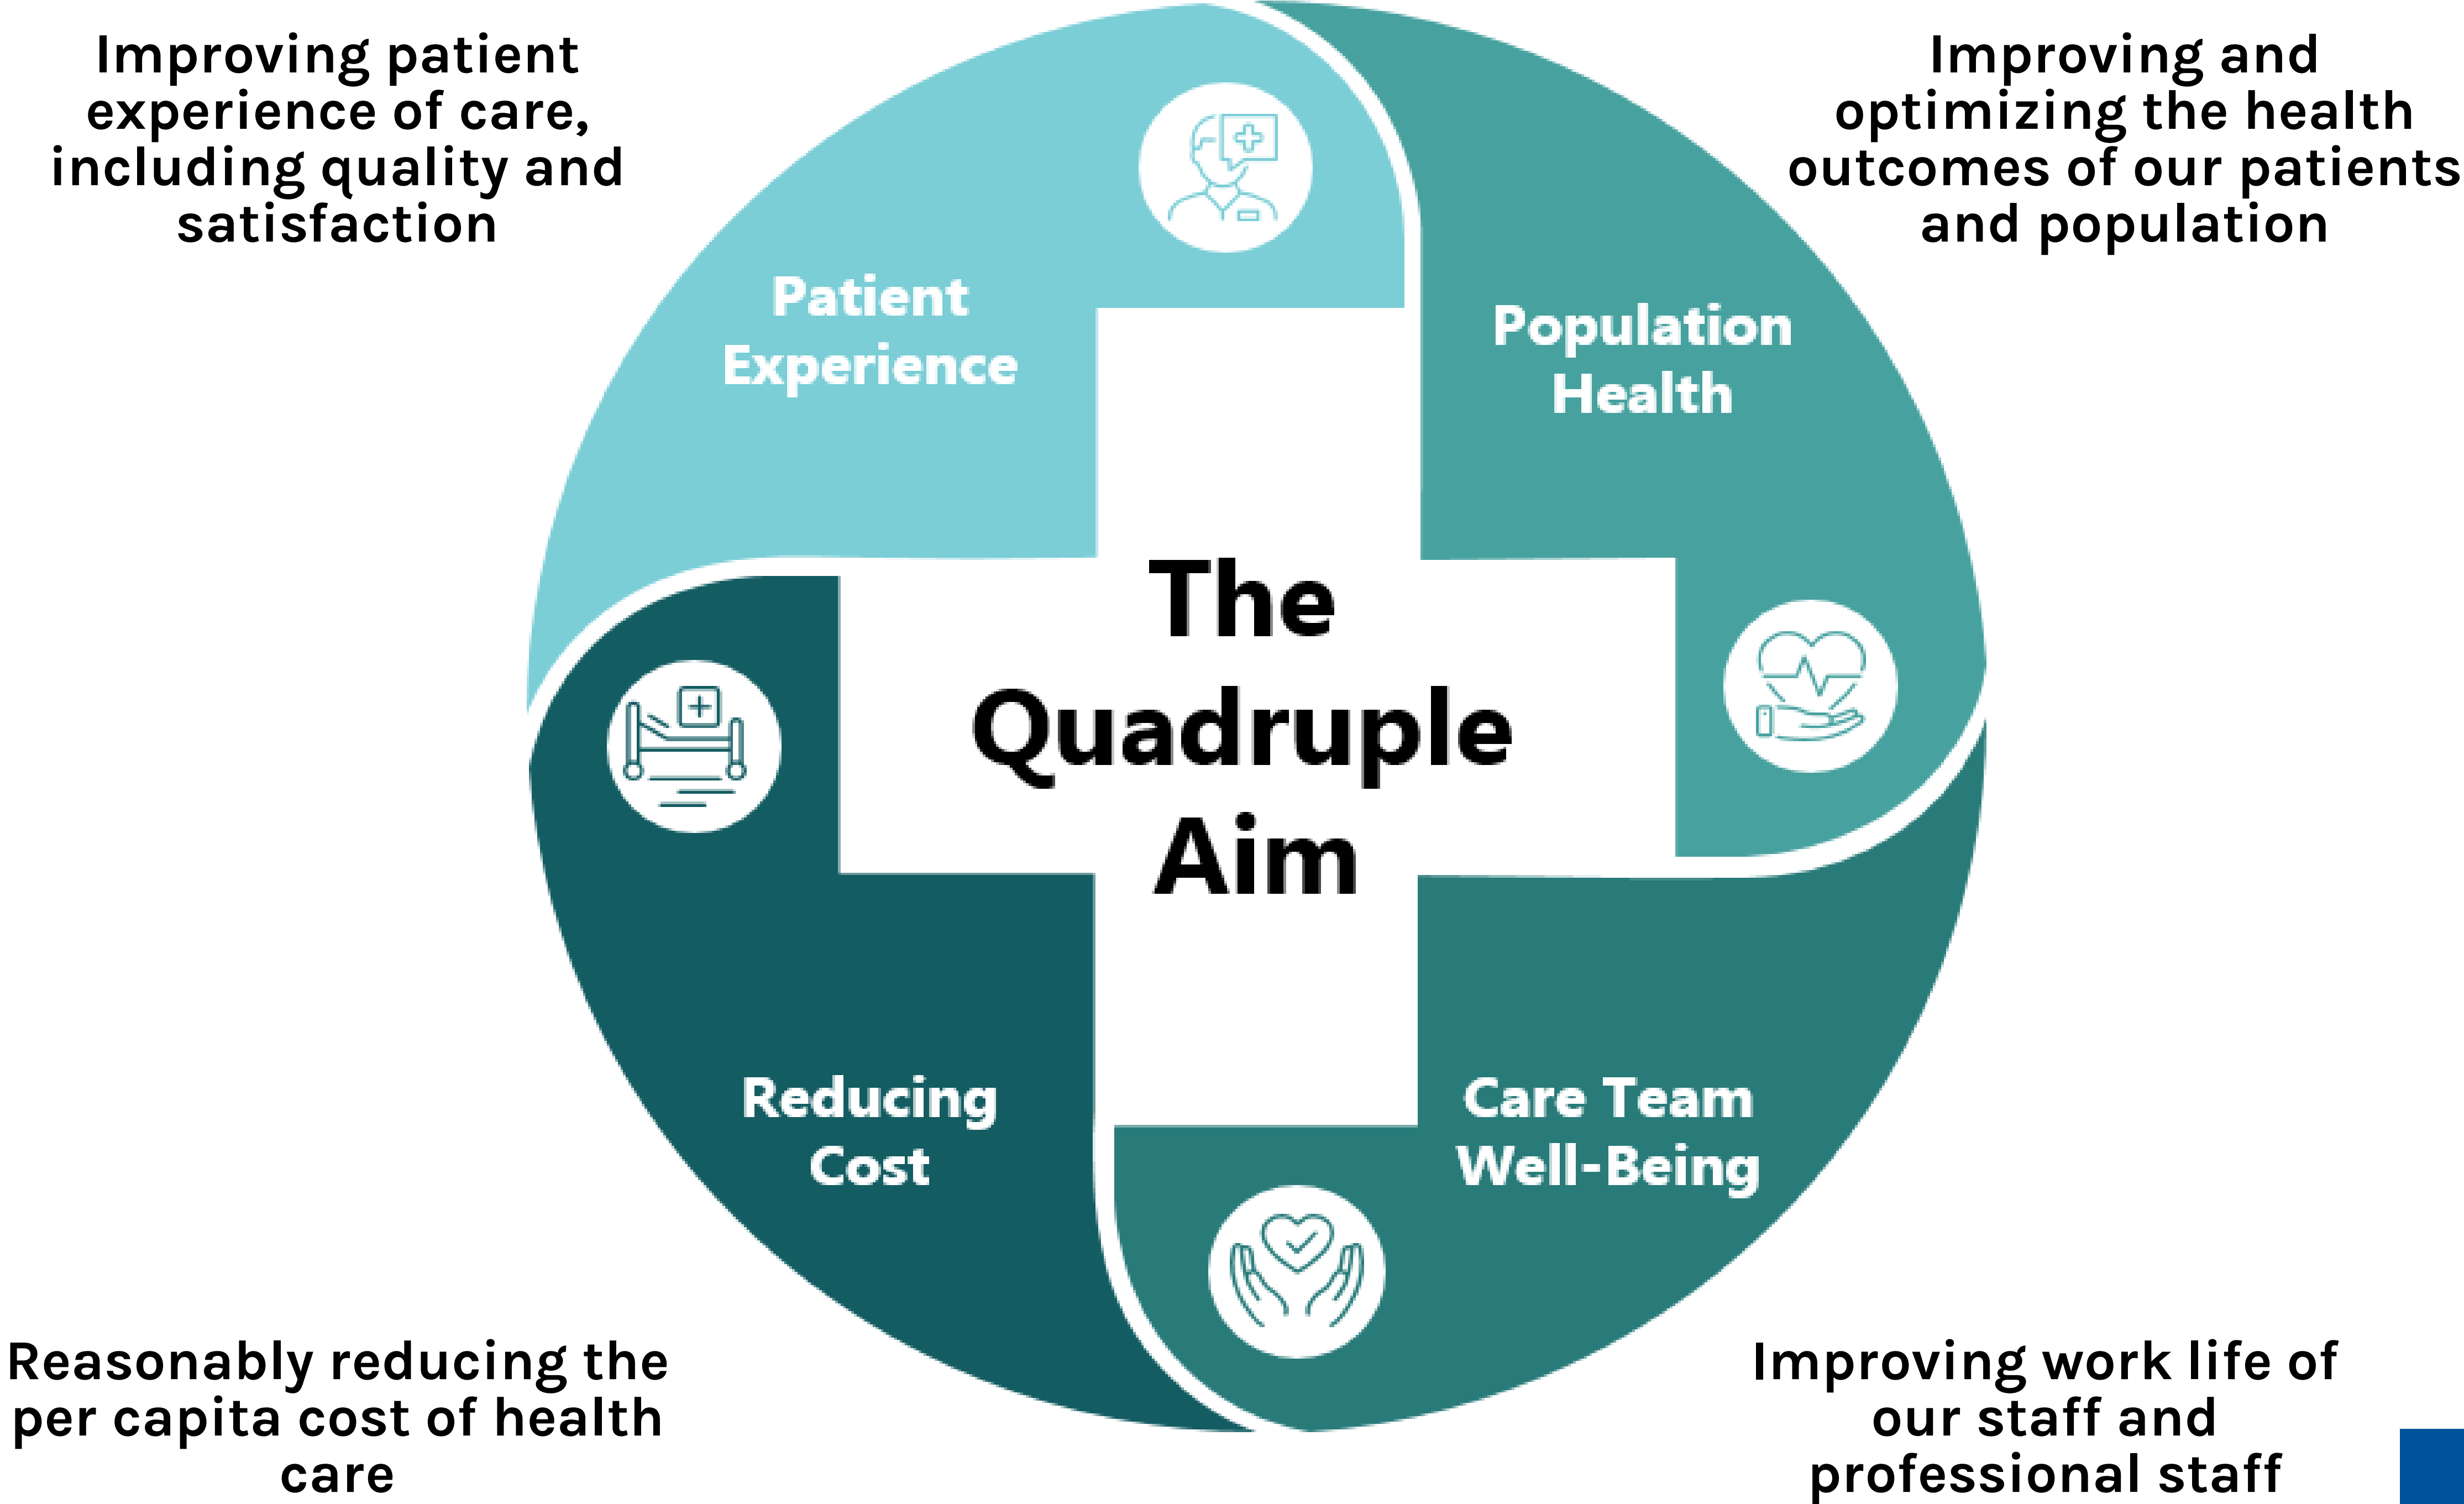 Improving patient
experience of care,
including quality and
satisfaction
Improving and
optimizing the health
outcomes of our patients
and population
Patient
Experience
Population
Health
The
Quadruple
Aim
Reducing
Cost
Care Team
Well-Being
Reasonably reducing the
per capita cost of health
care
Improving work life of
our staff and
professional staff